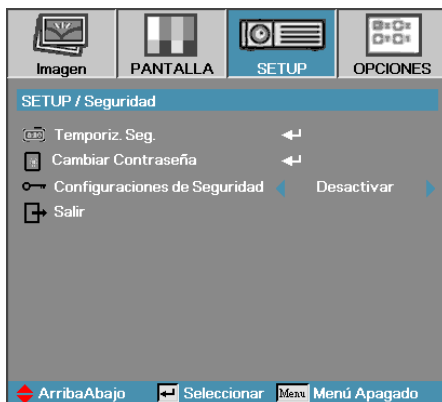 Imagen PANTALLA SETUP OPCIONES
SETUP / Seguridad
Temporiz. Seg.
Cambiar Contraseña
Configuraciones de Seguridad Desactivar
Salir
ArribaAbajo Seleccionar Menu Menú Apagado